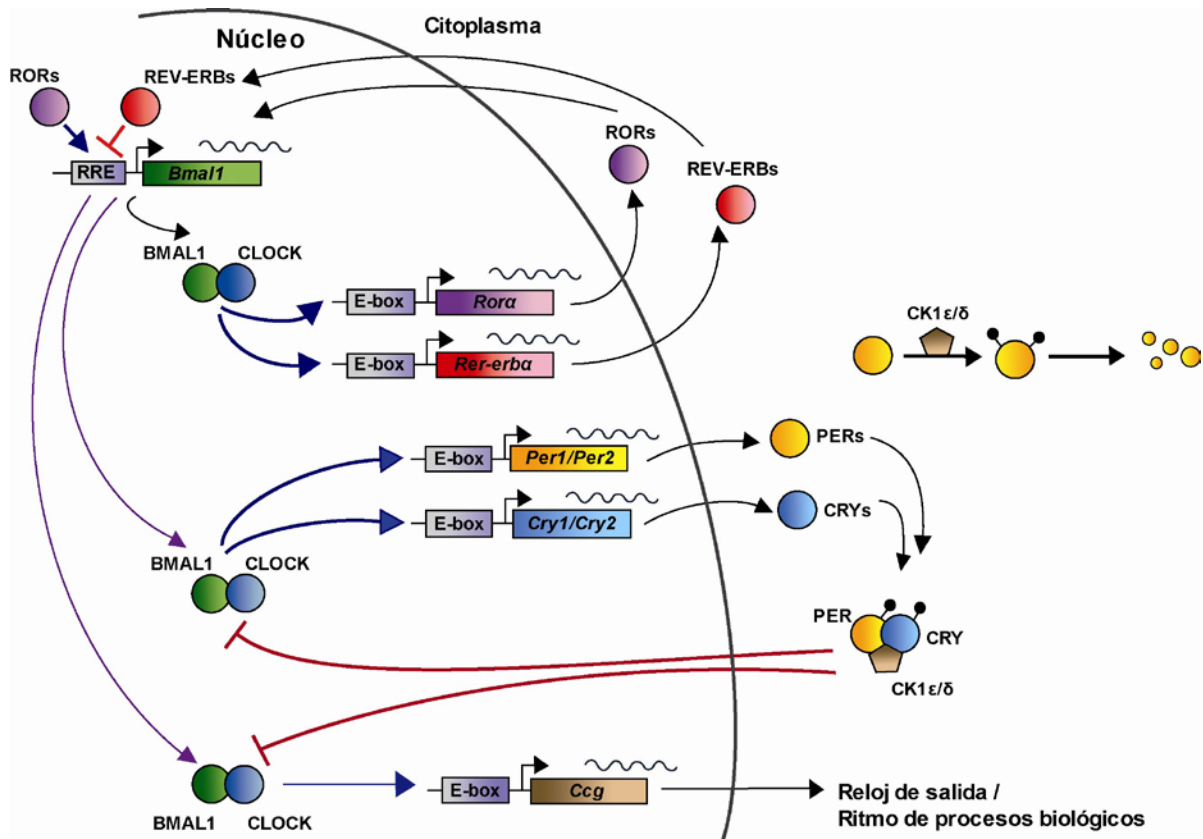 Citoplasma
Núcleo
RORs
REV-ERBs
RORs
REV-ERBs
RRE
Bmal1
BMAL1
CLOCK
E-box
Rorα
E-box
Rer-erbα
CK1ε/δ
E-box
Per1/Per2
PERs
E-box
Cry1/Cry2
CRYs
BMAL1
CLOCK
PER
CRY
CK1ε/δ
E-box
Ccg
BMAL1
CLOCK
Reloj de salida /
Ritmo de procesos biológicos